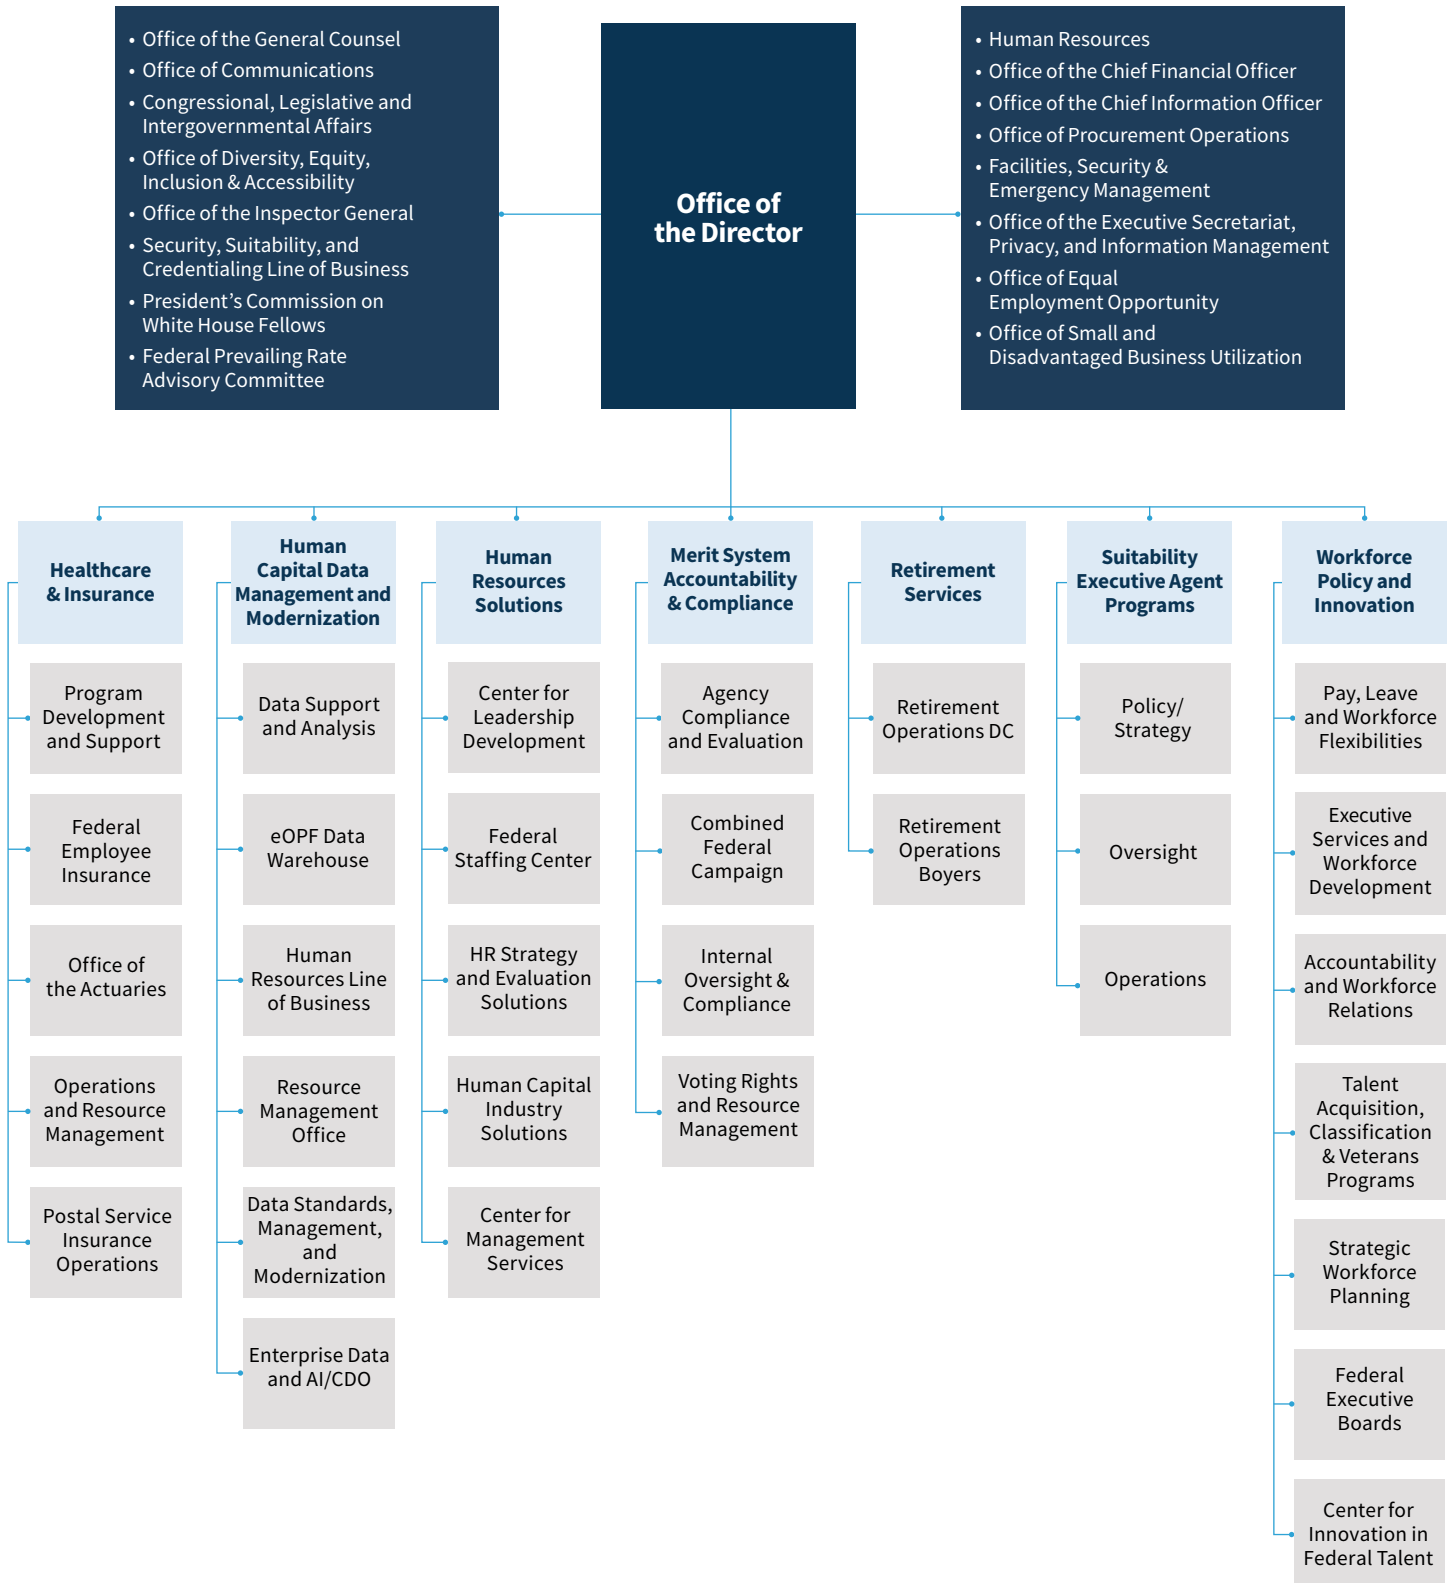 • Office of the General Counsel
• Office of Communications
• Congressional, Legislative and
Intergovernmental Affairs
• Office of Diversity, Equity,
Inclusion & Accessibility
• Office of the Inspector General
• Security, Suitability, and
Credentialing Line of Business
• President’s Commission on
White House Fellows
• Federal Prevailing Rate
Advisory Committee
Office of
the Director
• Human Resources
• Office of the Chief Financial Officer
• Office of the Chief Information Officer
• Office of Procurement Operations
• Facilities, Security &
Emergency Management
• Office of the Executive Secretariat,
Privacy, and Information Management
• Office of Equal
Employment Opportunity
• Office of Small and
Disadvantaged Business Utilization
Healthcare
& Insurance
Program
Development
and Support
Federal
Employee
Insurance
Office of
the Actuaries
Operations
and Resource
Management
Postal Service
Insurance
Operations
Human
Capital Data
Management and
Modernization
Data Support
and Analysis
eOPF Data
Warehouse
Human
Resources Line
of Business
Resource
Management
Office
Data Standards,
Management,
and
Modernization
Enterprise Data
and AI/CDO
Human
Resources
Solutions
Center for
Leadership
Development
Federal
Staffing Center
HR Strategy
and Evaluation
Solutions
Human Capital
Industry
Solutions
Center for
Management
Services
Merit System
Accountability
& Compliance
Agency
Compliance
and Evaluation
Combined
Federal
Campaign
Internal
Oversight &
Compliance
Voting Rights
and Resource
Management
Retirement
Services
Retirement
Operations DC
Retirement
Operations
Boyers
Suitability
Executive Agent
Programs
Policy/
Strategy
Oversight
Operations
Workforce
Policy and
Innovation
Pay, Leave
and Workforce
Flexibilities
Executive
Services and
Workforce
Development
Accountability
and Workforce
Relations
Talent
Acquisition,
Classification
& Veterans
Programs
Strategic
Workforce
Planning
Federal
Executive
Boards
Center for
Innovation in
Federal Talent